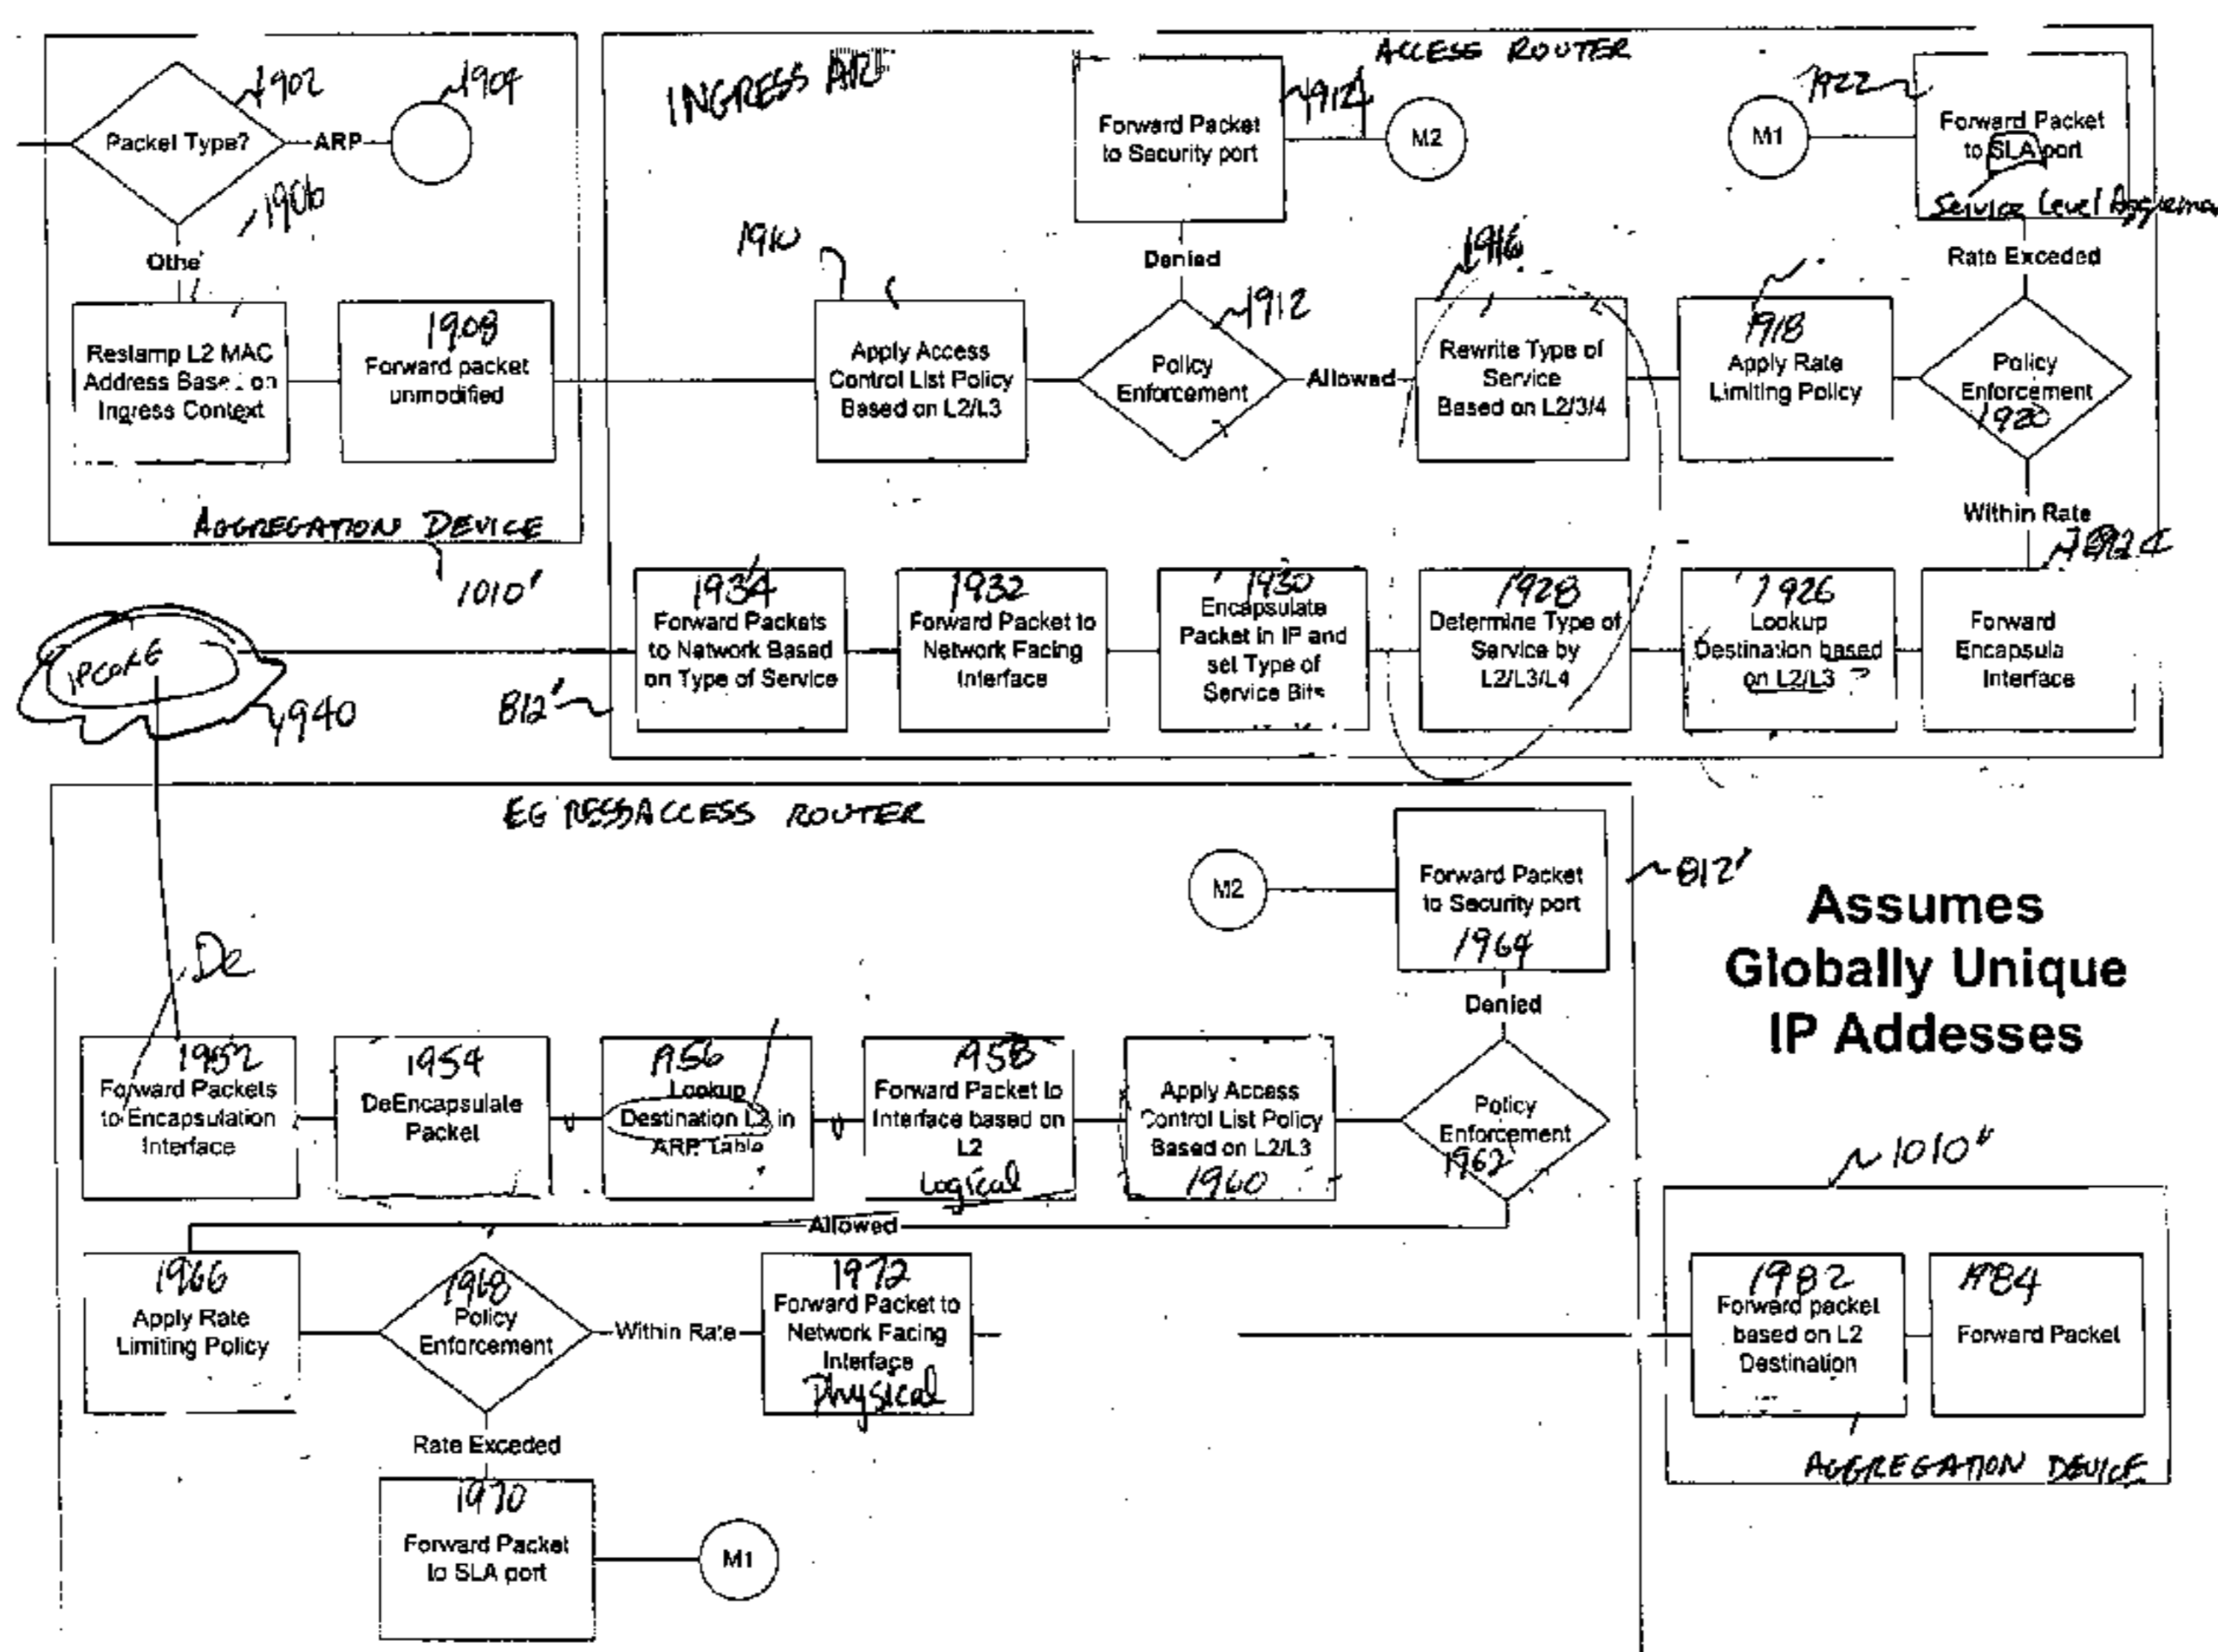 1902
1904
Packet Type?
ARP
1906
Othe
Restamp L2 MAC
Address Based on
Ingress Context
1908
Forward packet
unmodified
AGGREGATION DEVICE
1010'
INGRESS
ACCESS ROUTER
Forward Packet
to Security port
1914
M2
M1
1922
Forward Packet
to SLA port
Service Level
1910
Denied
1916
Rate Exceded
Apply Access
Control List Policy
Based on L2/L3
1912
Policy
Enforcement
Allowed
Rewrite Type of
Service
Based on L2/3/4
1918
Apply Rate
Limiting Policy
Policy
Enforcement
1920
Within Rate
IPCORE
1940
812'
1934
Forward Packets
to Network Based
on Type of Service
1932
Forward Packet to
Network Facing
Interface
1930
Encapsulate
Packet in IP and
set Type of
Service Bits
1928
Determine Type of
Service by
L2/L3/L4
1926
Lookup
Destination based
on L2/L3 ?
Forward
Encapsula
Interface
EGRESS ACCESS ROUTER
M2
Forward Packet
to Security port
1964
812'
Assumes
Globally Unique
IP Addesses
De
Denied
1952
Forward Packets
to Encapsulation
Interface
1954
DeEncapsulate
Packet
1956
Lookup
Destination L2 in
ARP Table
1958
Forward Packet to
Interface based on
L2
Logical
Apply Access
Control List Policy
Based on L2/L3
1960
Policy
Enforcement
1962
1010"
Allowed
1966
Apply Rate
Limiting Policy
1968
Policy
Enforcement
Within Rate
1972
Forward Packet to
Network Facing
Interface
Physical
1982
Forward packet
based on L2
Destination
1984
Forward Packet
AGGREGATION DEVICE
Rate Exceded
1970
Forward Packet
to SLA port
M1